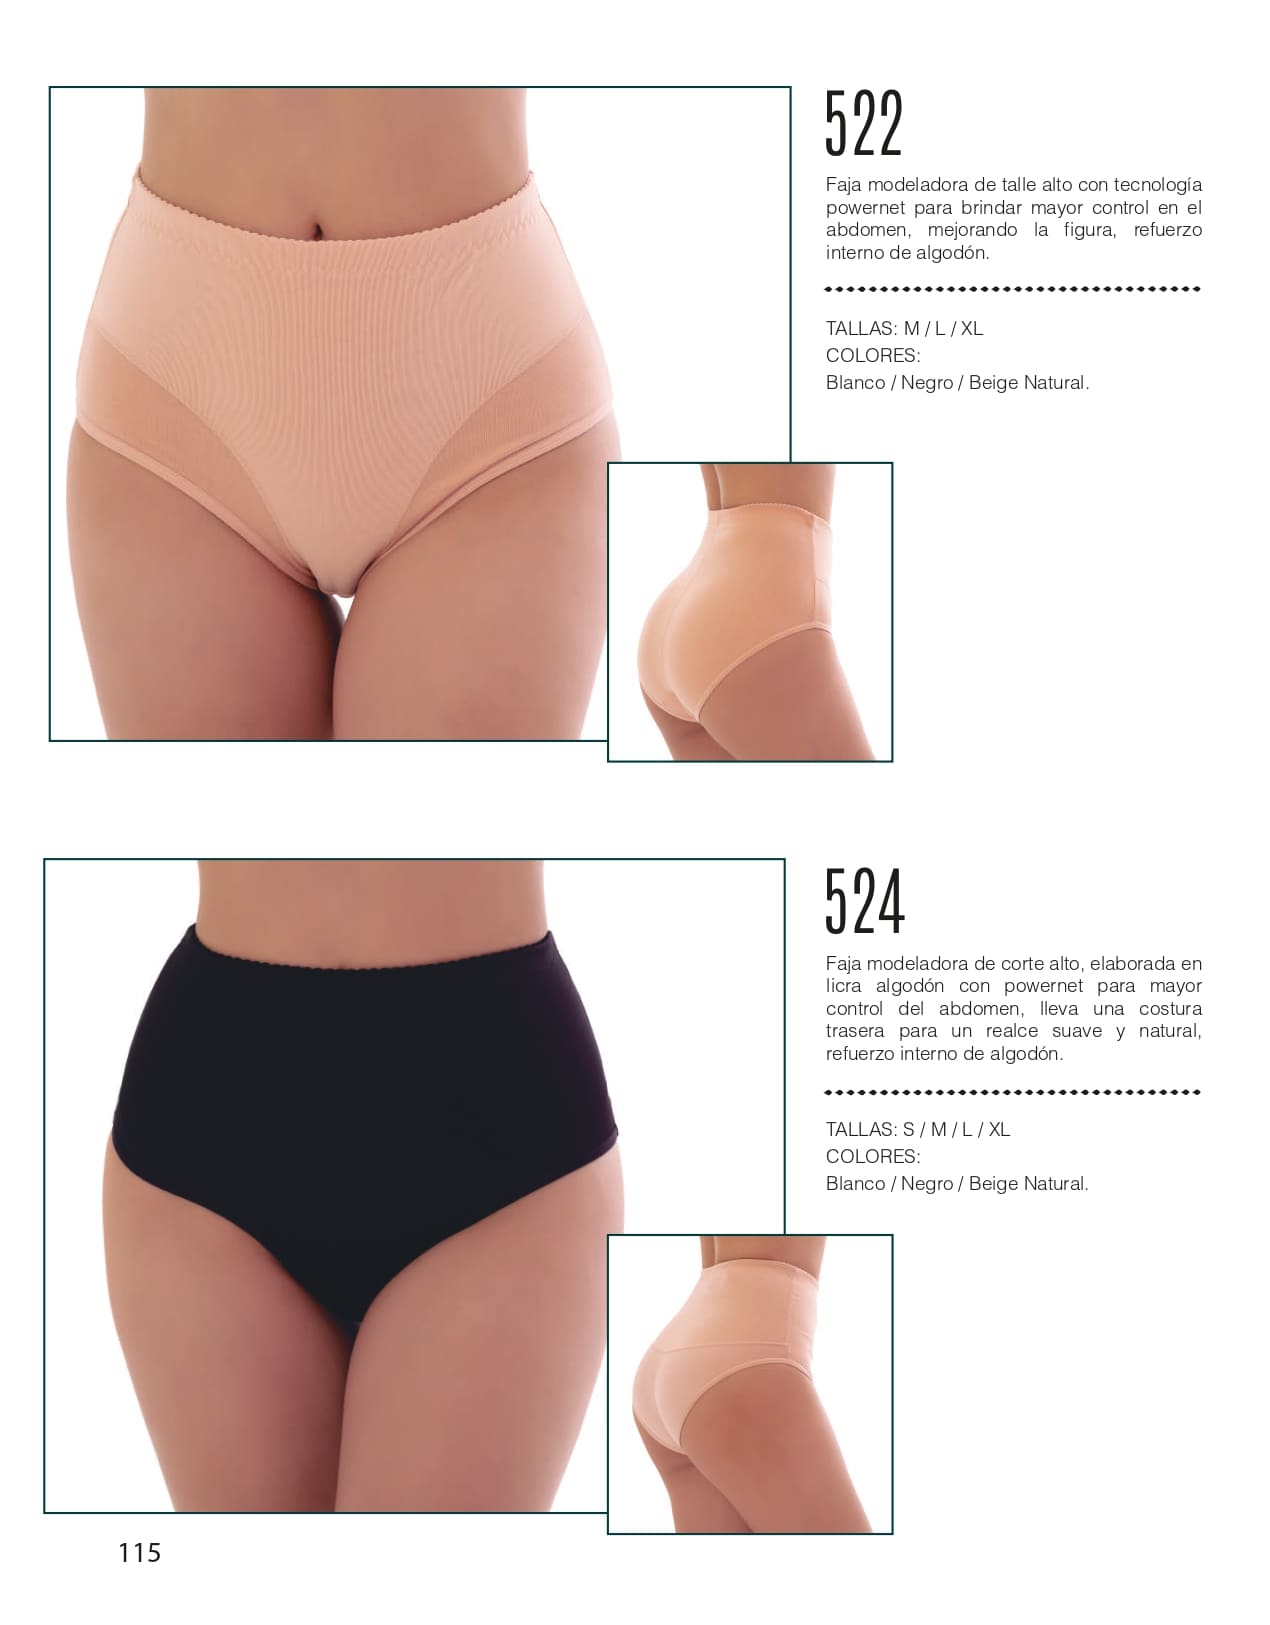 522
Faja modeladora de talle alto con tecnología
powernet para brindar mayor control en el
abdomen, mejorando la figura, refuerzo
interno de algodón.
TALLAS: M / L / XL
COLORES:
Blanco / Negro / Beige Natural.
524
Faja modeladora de corte alto, elaborada en
licra algodón con powernet para mayor
control del abdomen, lleva una costura
trasera para un realce suave y natural,
refuerzo interno de algodón.
TALLAS: S / M / L / XL
COLORES:
Blanco / Negro / Beige Natural.
115